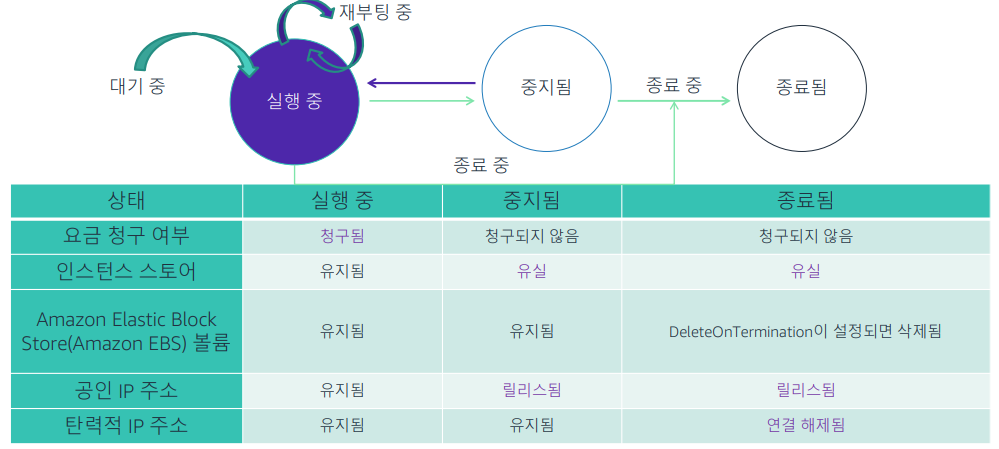 재부팅 중
대기 중
실행 중
중지됨
종료 중
종료됨
종료 중
상태 실행 중 중지됨 종료됨
요금 청구 여부 청구됨 청구되지 않음 청구되지 않음
인스턴스 스토어 유지됨 유실 유실
Amazon Elastic Block
Store(Amazon EBS) 볼륨 유지됨 유지됨 DeleteOnTermination이 설정되면 삭제됨
공인 IP 주소 유지됨 릴리스됨 릴리스됨
탄력적 IP 주소 유지됨 유지됨 연결 해제됨